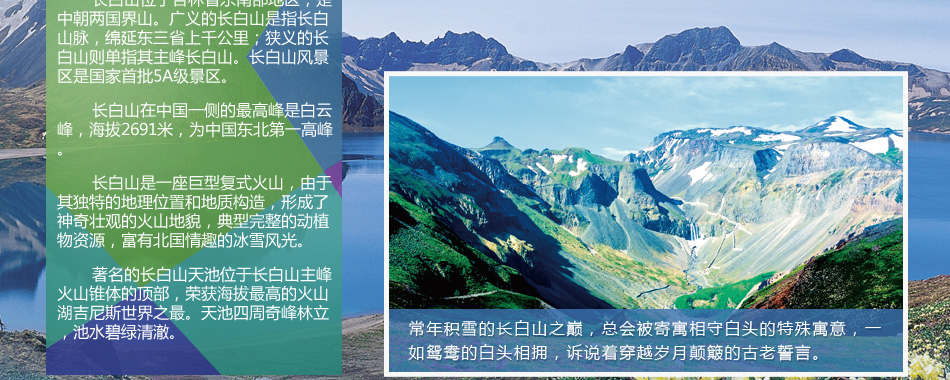 长白山位于吉林省东南部地区，是
中朝两国界山。广义的长白山是指长白
山脉，绵延东三省上千公里；狭义的长
白山则单指其主峰长白山。长白山风景
区是国家首批5A级景区。
长白山在中国一侧的最高峰是白云
峰，海拔2691米，为中国东北第一高峰
。
长白山是一座巨型复式火山，由于
其独特的地理位置和地质构造，形成了
神奇壮观的火山地貌，典型完整的动植
物资源，富有北国情趣的冰雪风光。
著名的长白山天池位于长白山主峰
火山锥体的顶部，荣获海拔最高的火山
湖吉尼斯世界之最。天池四周奇峰林立
，池水碧绿清澈。
常年积雪的长白山之巅，总会被寄寓相守白头的特殊寓意，一
如鸳鸯的白头相拥，诉说着穿越岁月颠簸的古老誓言。